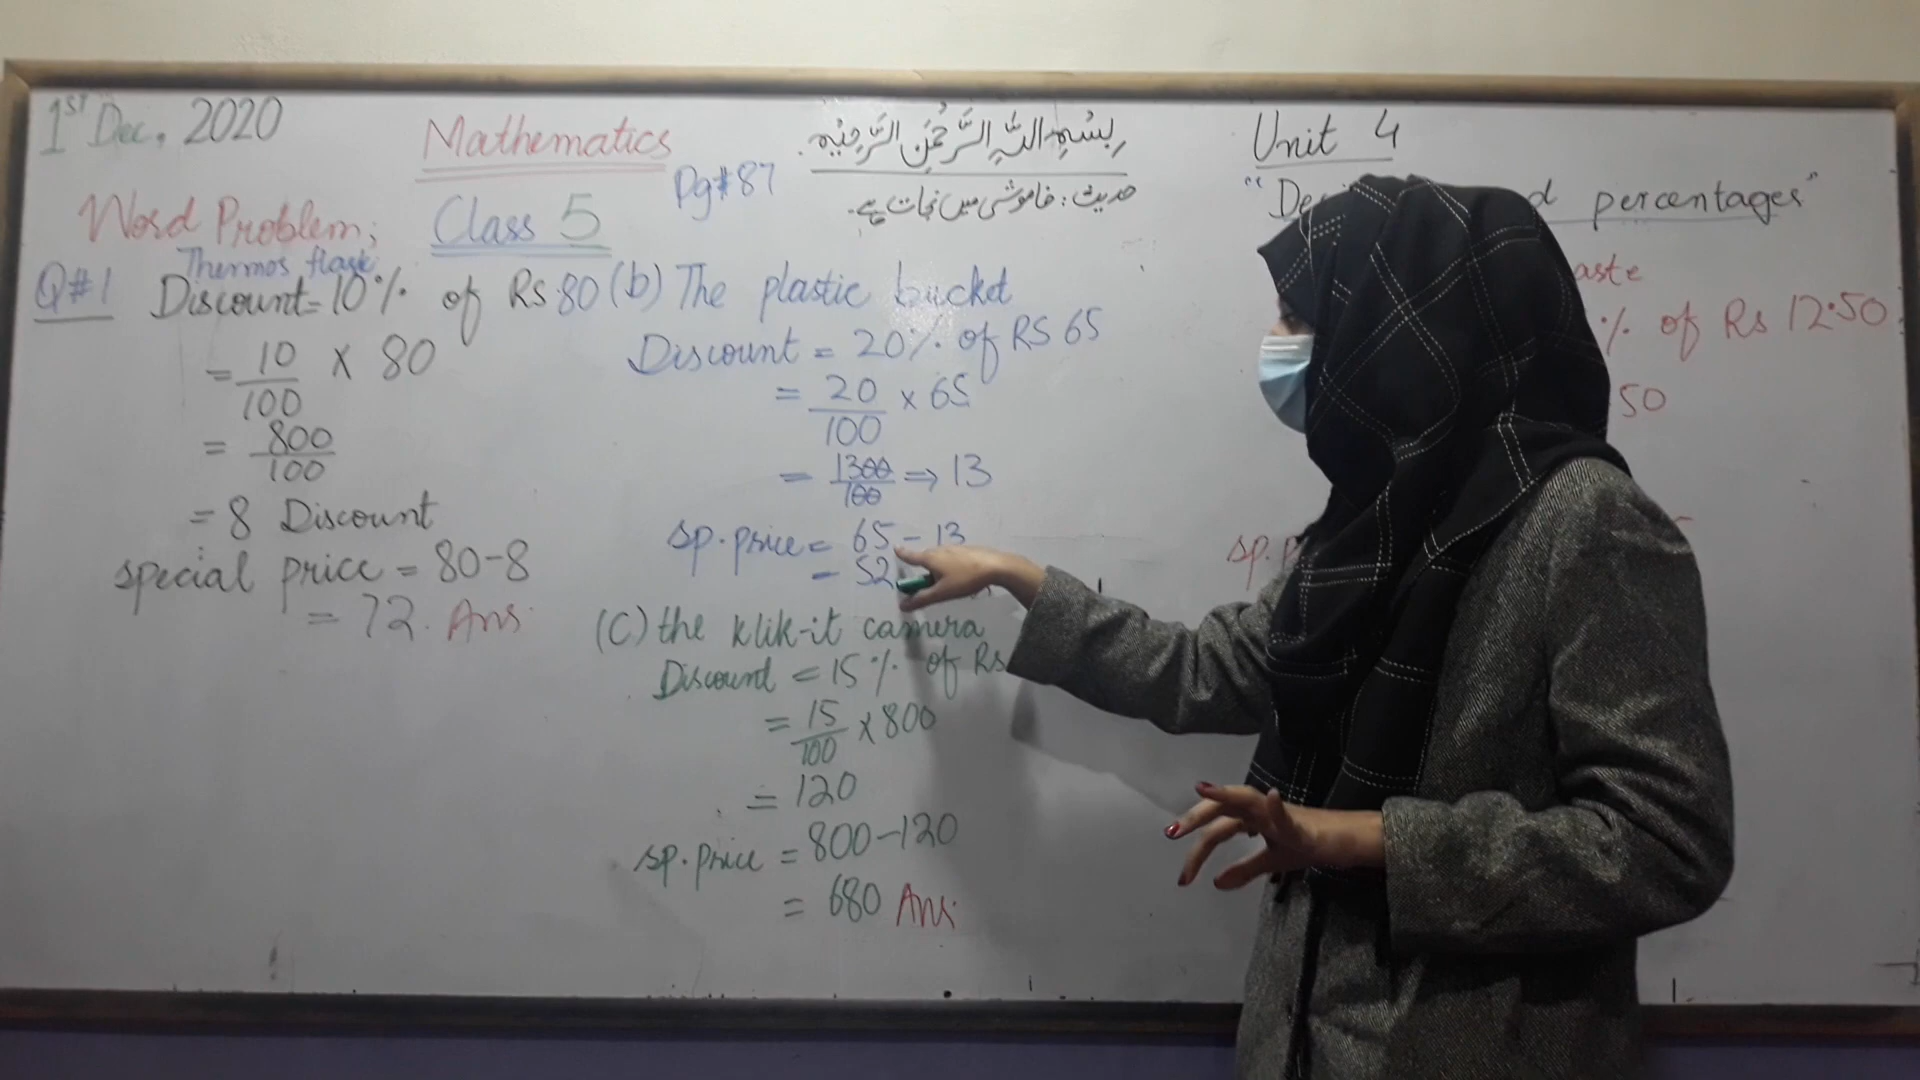 1ST Dec, 2020
Mathematics
Pg#87
Class 5
بِسْمِ اللّٰہِ الرَّحْمٰنِ الرَّحِیْمِ
حدیث: خاموشی میں نجات ہے۔
Unit 4
percentages"
Word Problem;
Thermos flask
Q#1 Discount=10% of Rs 80
= 10/100 x 80
= 800/100
= 8 Discount
special price = 80-8
= 72. Ans
(b) The plastic bucket
Discount = 20% of RS 65
= 20/100 x 65
= 1300/100 ⇒ 13
sp.price = 65-13
= 52
(C) the klik-it camera
Discount = 15% of Rs
= 15/100 x 800
= 120
sp.price = 800-120
= 680 Ans
% of Rs 12.50
50
sp.p